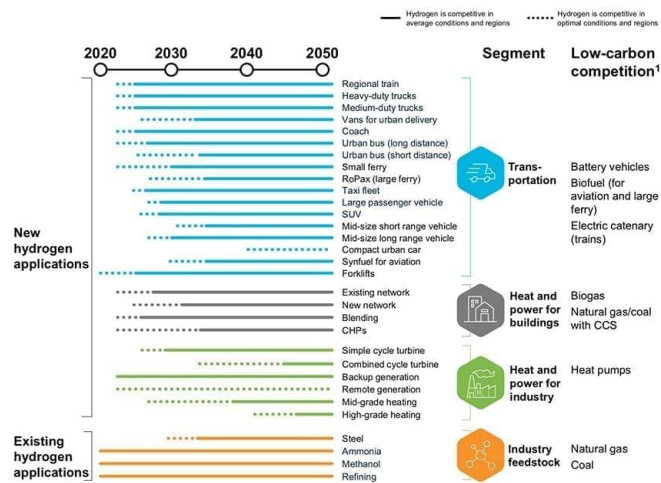 Hydrogen is competitive in
average conditions and regions
Hydrogen is competitive in
optimal conditions and regions
2020 2030 2040 2050
Segment
Low-carbon
competition¹
New
hydrogen
applications
Regional train
Heavy-duty trucks
Medium-duty trucks
Vans for urban delivery
Coach
Urban bus (long distance)
Urban bus (short distance)
Small ferry
RoPax (large ferry)
Taxi fleet
Large passenger vehicle
SUV
Mid-size short range vehicle
Mid-size long range vehicle
Compact urban car
Synfuel for aviation
Forklifts
Trans-
portation
Battery vehicles
Biofuel (for
aviation and large
ferry)
Electric catenary
(trains)
Existing network
New network
Blending
CHPs
Heat and
power for
buildings
Biogas
Natural gas/coal
with CCS
Simple cycle turbine
Combined cycle turbine
Backup generation
Remote generation
Mid-grade heating
High-grade heating
Heat and
power for
industry
Heat pumps
Existing
hydrogen
applications
Steel
Ammonia
Methanol
Refining
Industry
feedstock
Natural gas
Coal